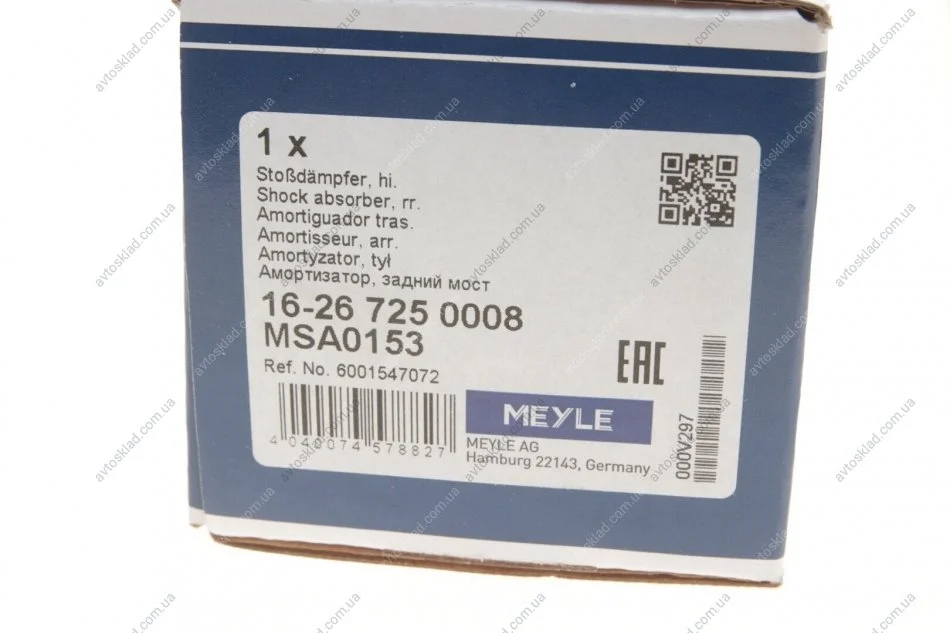 1 x
Stoßdämpfer, hi.
Shock absorber, rr.
Amortiguador tras.
Amortisseur, arr.
Amortyzator, tył
Амортизатор, задний мост
16-26 725 0008
MSA0153
Ref. No. 6001547072
4 040074 578827
MEYLE
MEYLE AG
Hamburg 22143, Germany
EAC
000V297
avtosklad.com.ua